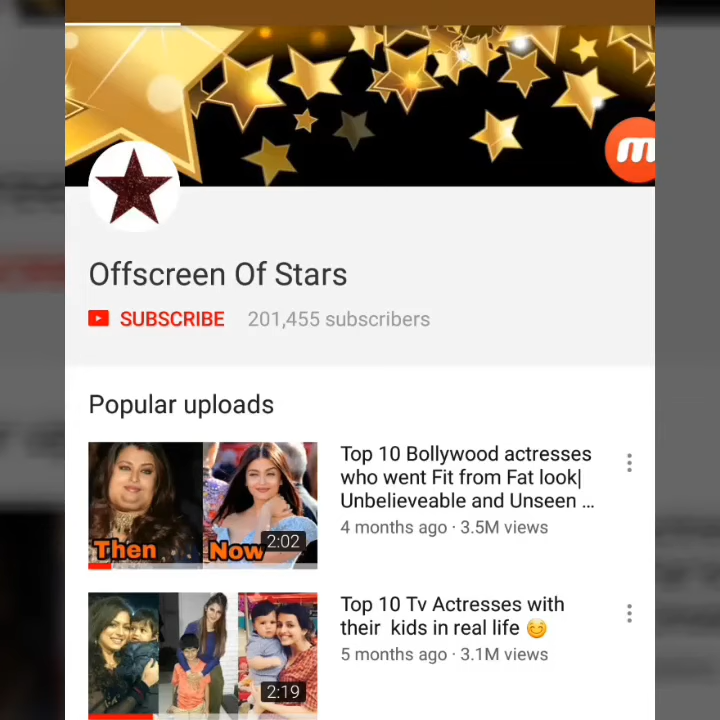 m
Offscreen Of Stars
SUBSCRIBE 201,455 subscribers
Popular uploads
Then
Now
2:02
Top 10 Bollywood actresses
who went Fit from Fat look|
Unbelieveable and Unseen ...
4 months ago · 3.5M views
2:19
Top 10 Tv Actresses with
their kids in real life 😊
5 months ago · 3.1M views